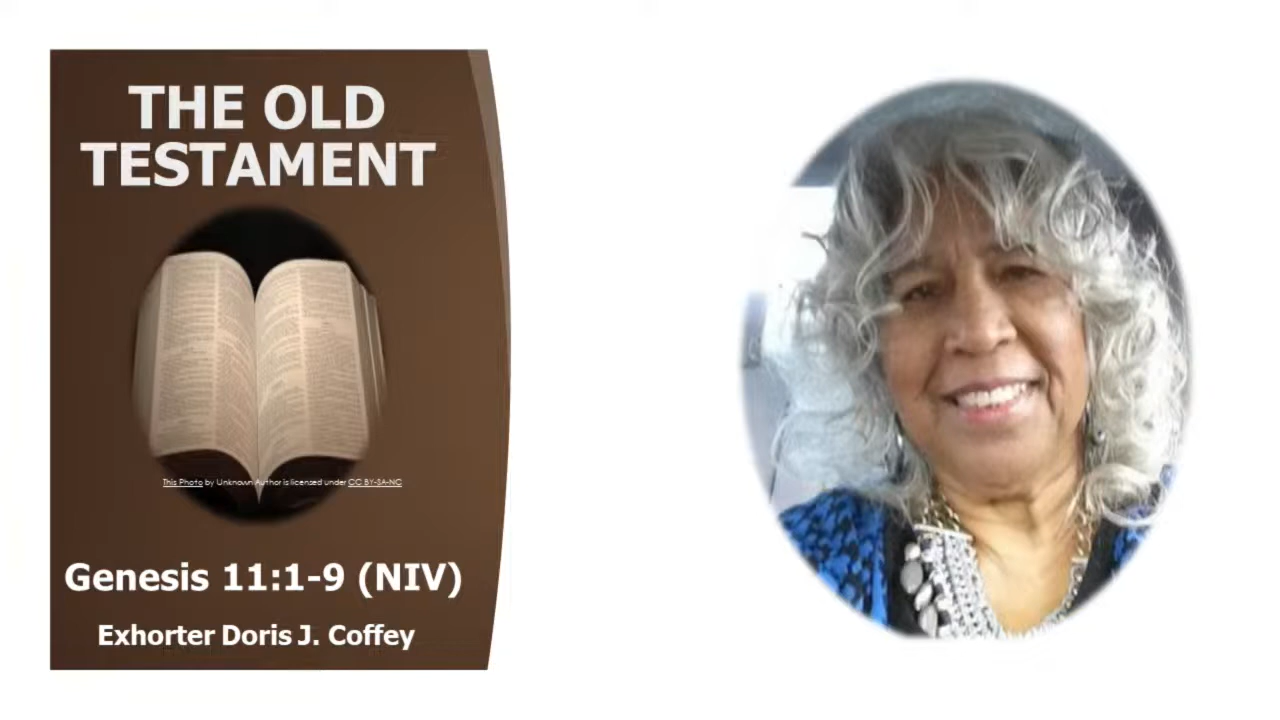 THE OLD
TESTAMENT
This Photo by Unknown Author is licensed under CC BY-SA-NC
Genesis 11:1-9 (NIV)
Exhorter Doris J. Coffey